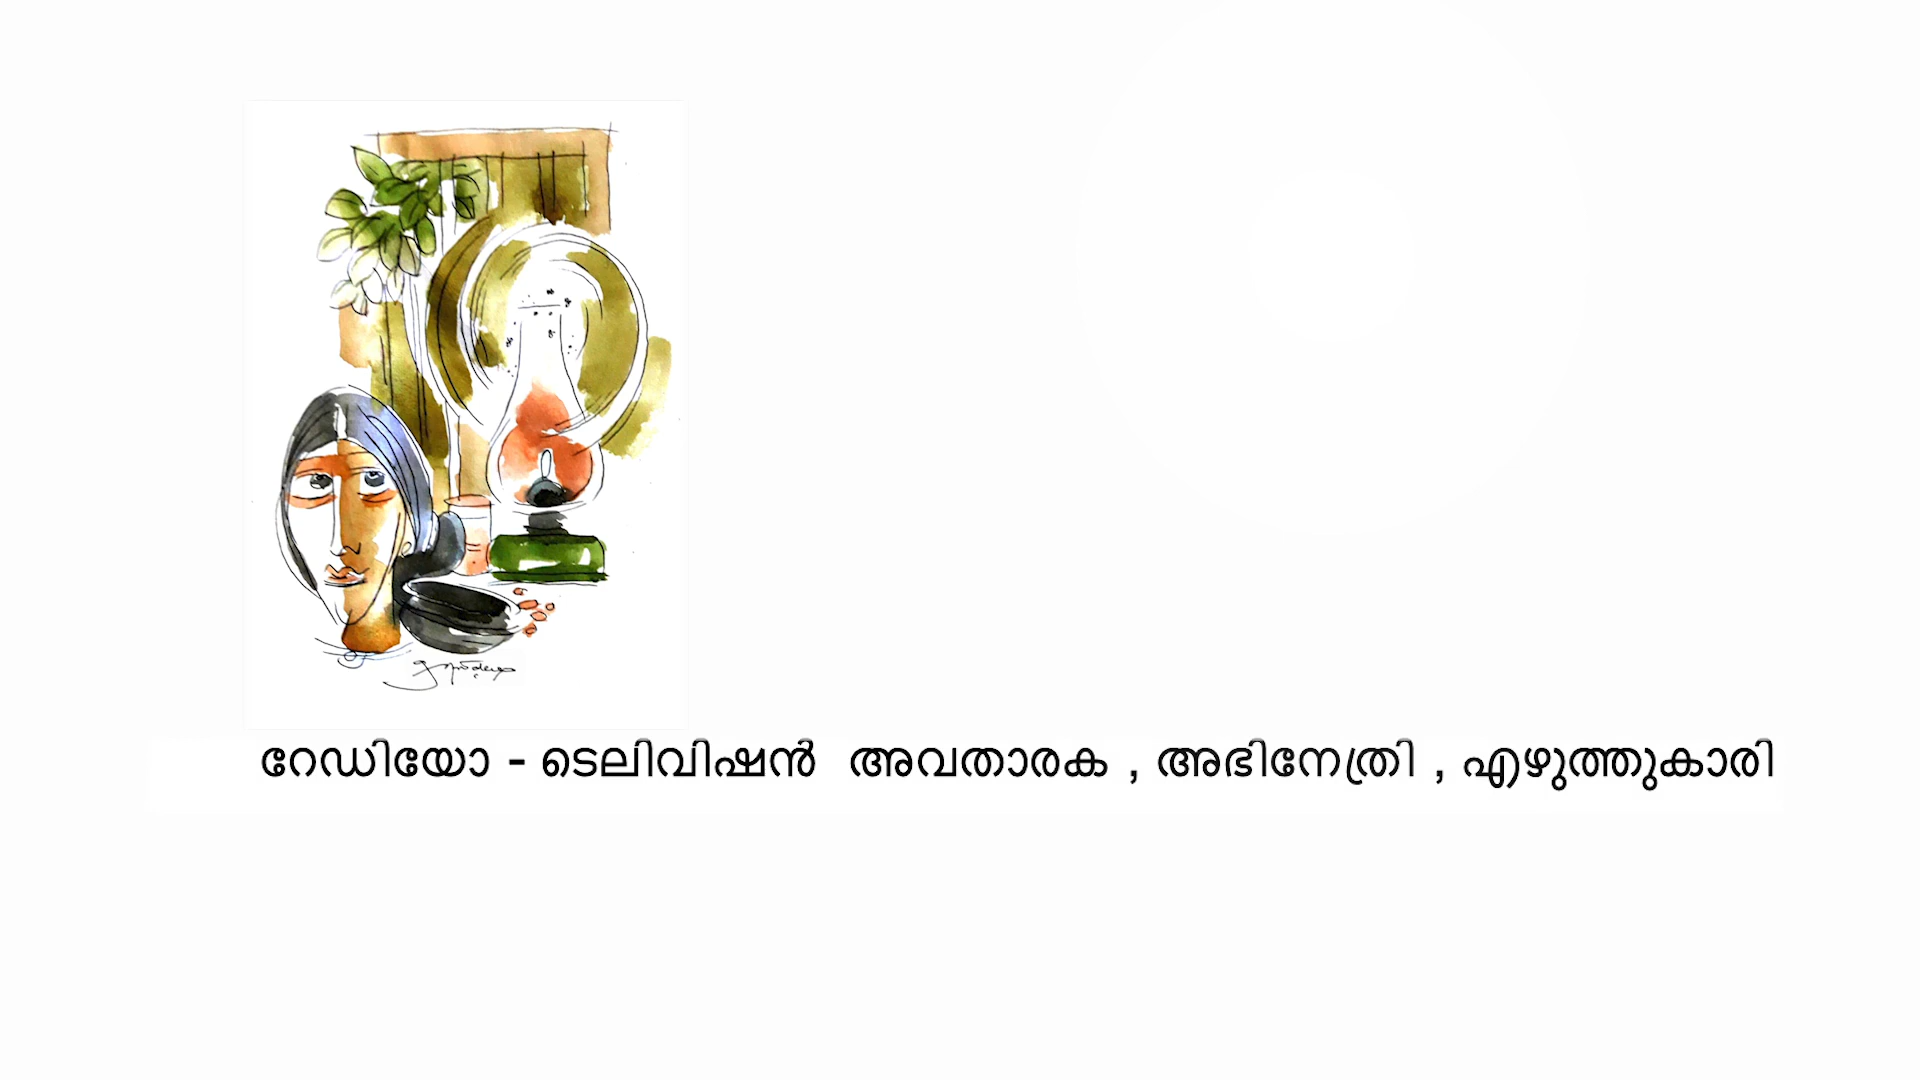 റേഡിയോ - ടെലിവിഷൻ അവതാരക , അഭിനേത്രി , എഴുത്തുകാരി